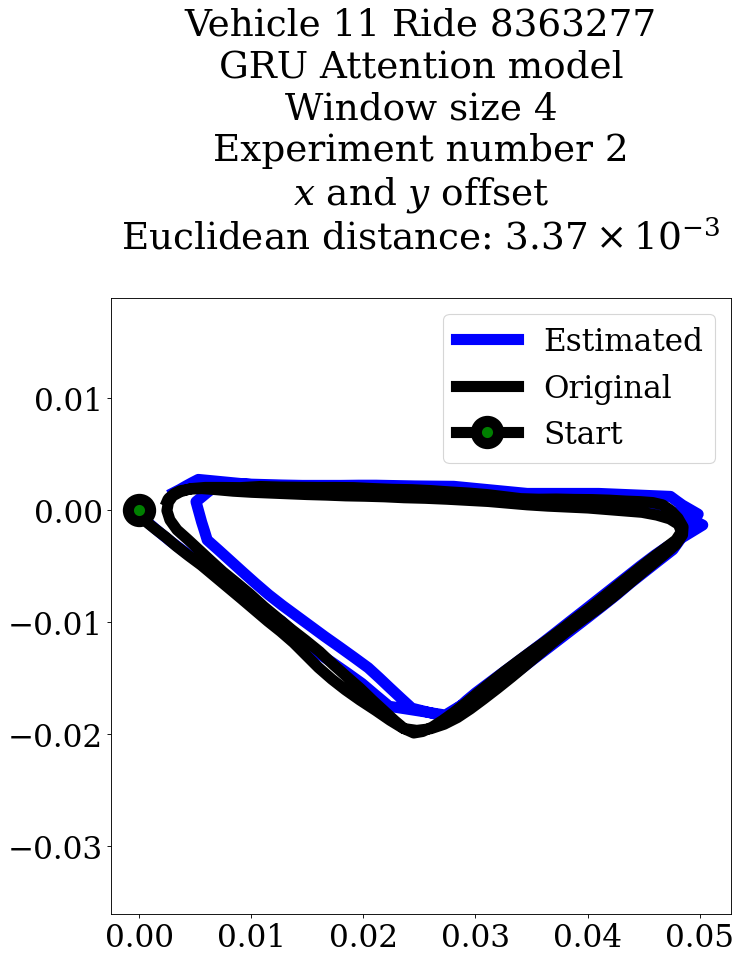 Vehicle 11 Ride 8363277
GRU Attention model
Window size 4
Experiment number 2
x and y offset
Euclidean distance: 3.37 × 10⁻³
Estimated
Original
Start
0.01
0.00
−0.01
−0.02
−0.03
0.00 0.01 0.02 0.03 0.04 0.05